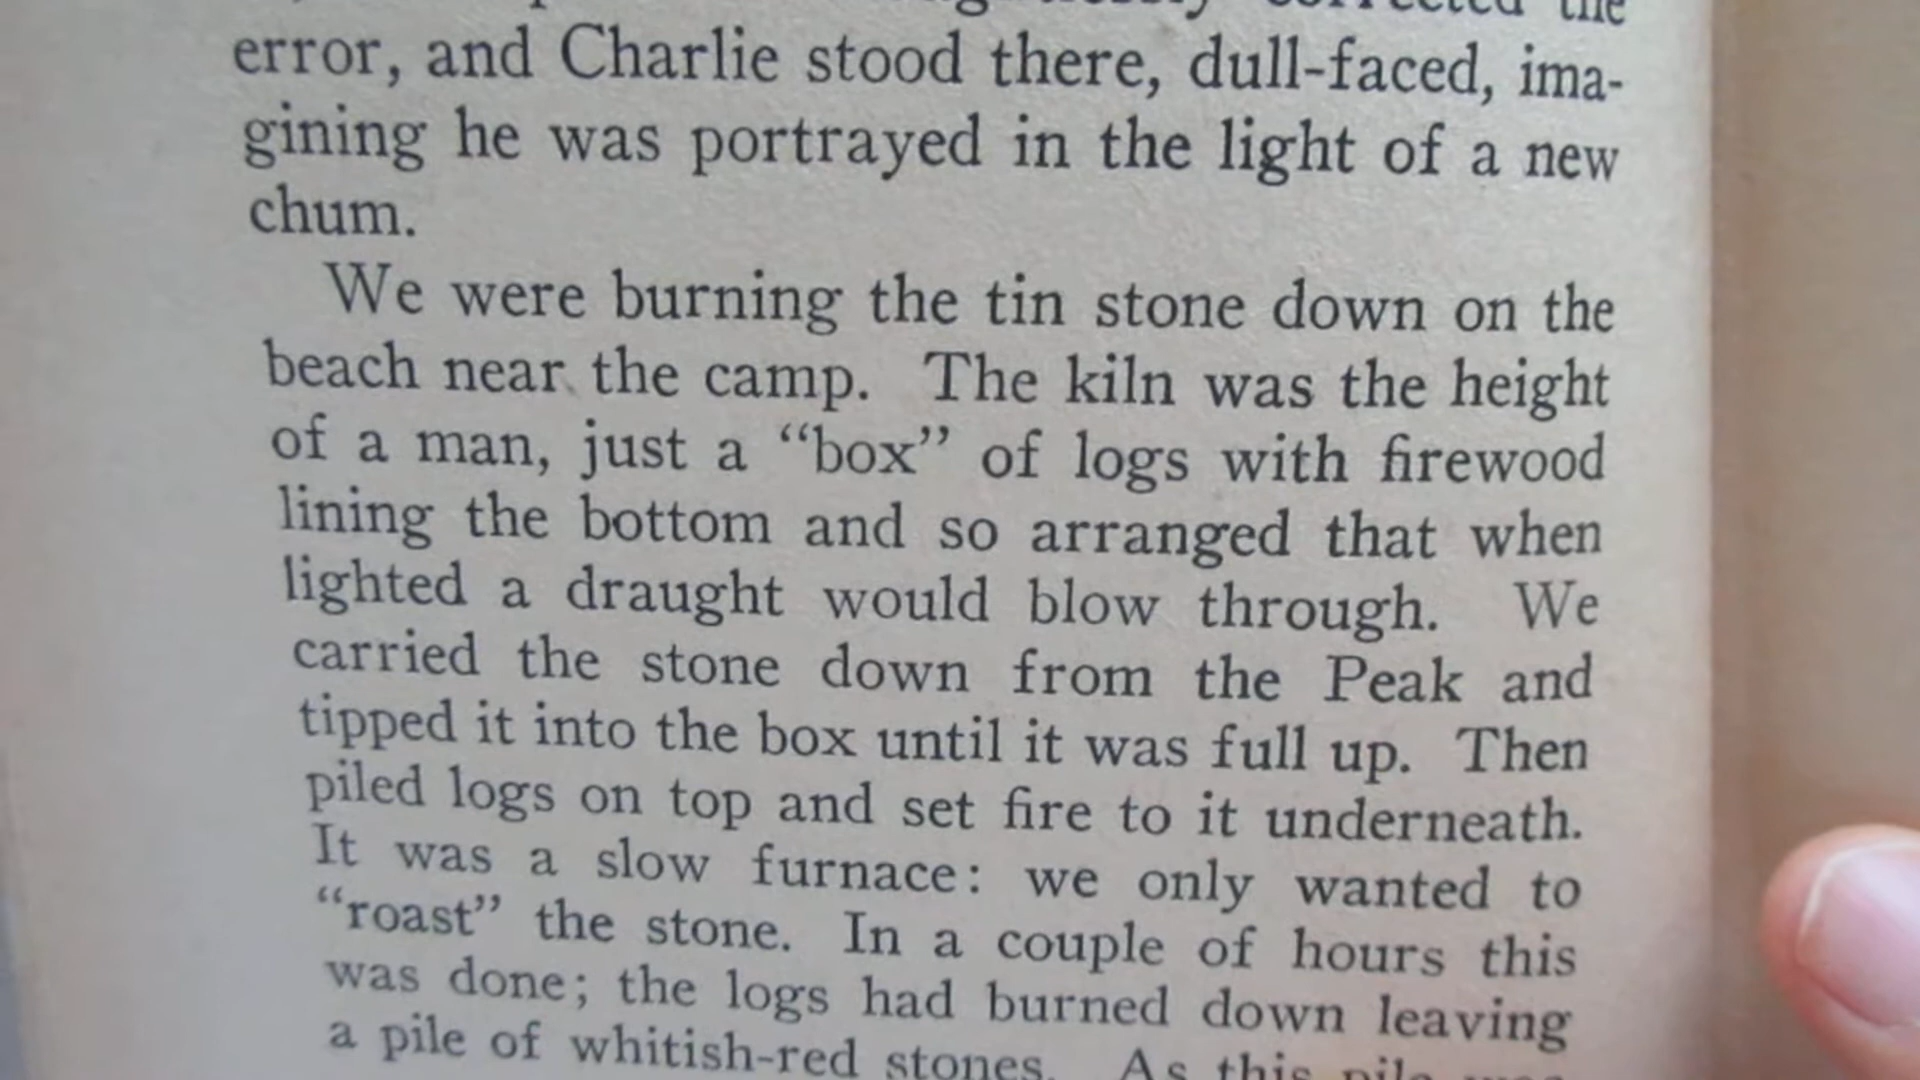 corrected the
error, and Charlie stood there, dull-faced, ima-
gining he was portrayed in the light of a new
chum.
We were burning the tin stone down on the
beach near the camp. The kiln was the height
of a man, just a “box” of logs with firewood
lining the bottom and so arranged that when
lighted a draught would blow through. We
carried the stone down from the Peak and
tipped it into the box until it was full up. Then
piled logs on top and set fire to it underneath.
It was a slow furnace: we only wanted to
“roast” the stone. In a couple of hours this
was done; the logs had burned down leaving
a pile of whitish-red stones. As this pile was